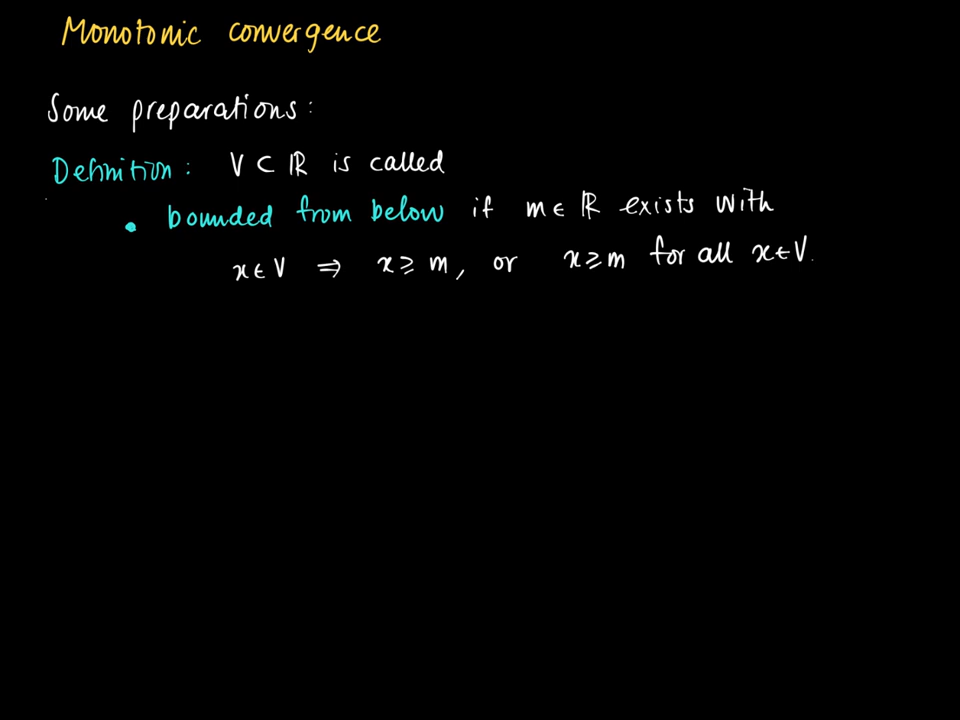 Monotonic convergence
Some preparations:
Definition: V ⊂ ℝ is called
• bounded from below if m ∈ ℝ exists with
x ∈ V ⇒ x ⩾ m, or x ⩾ m for all x ∈ V.